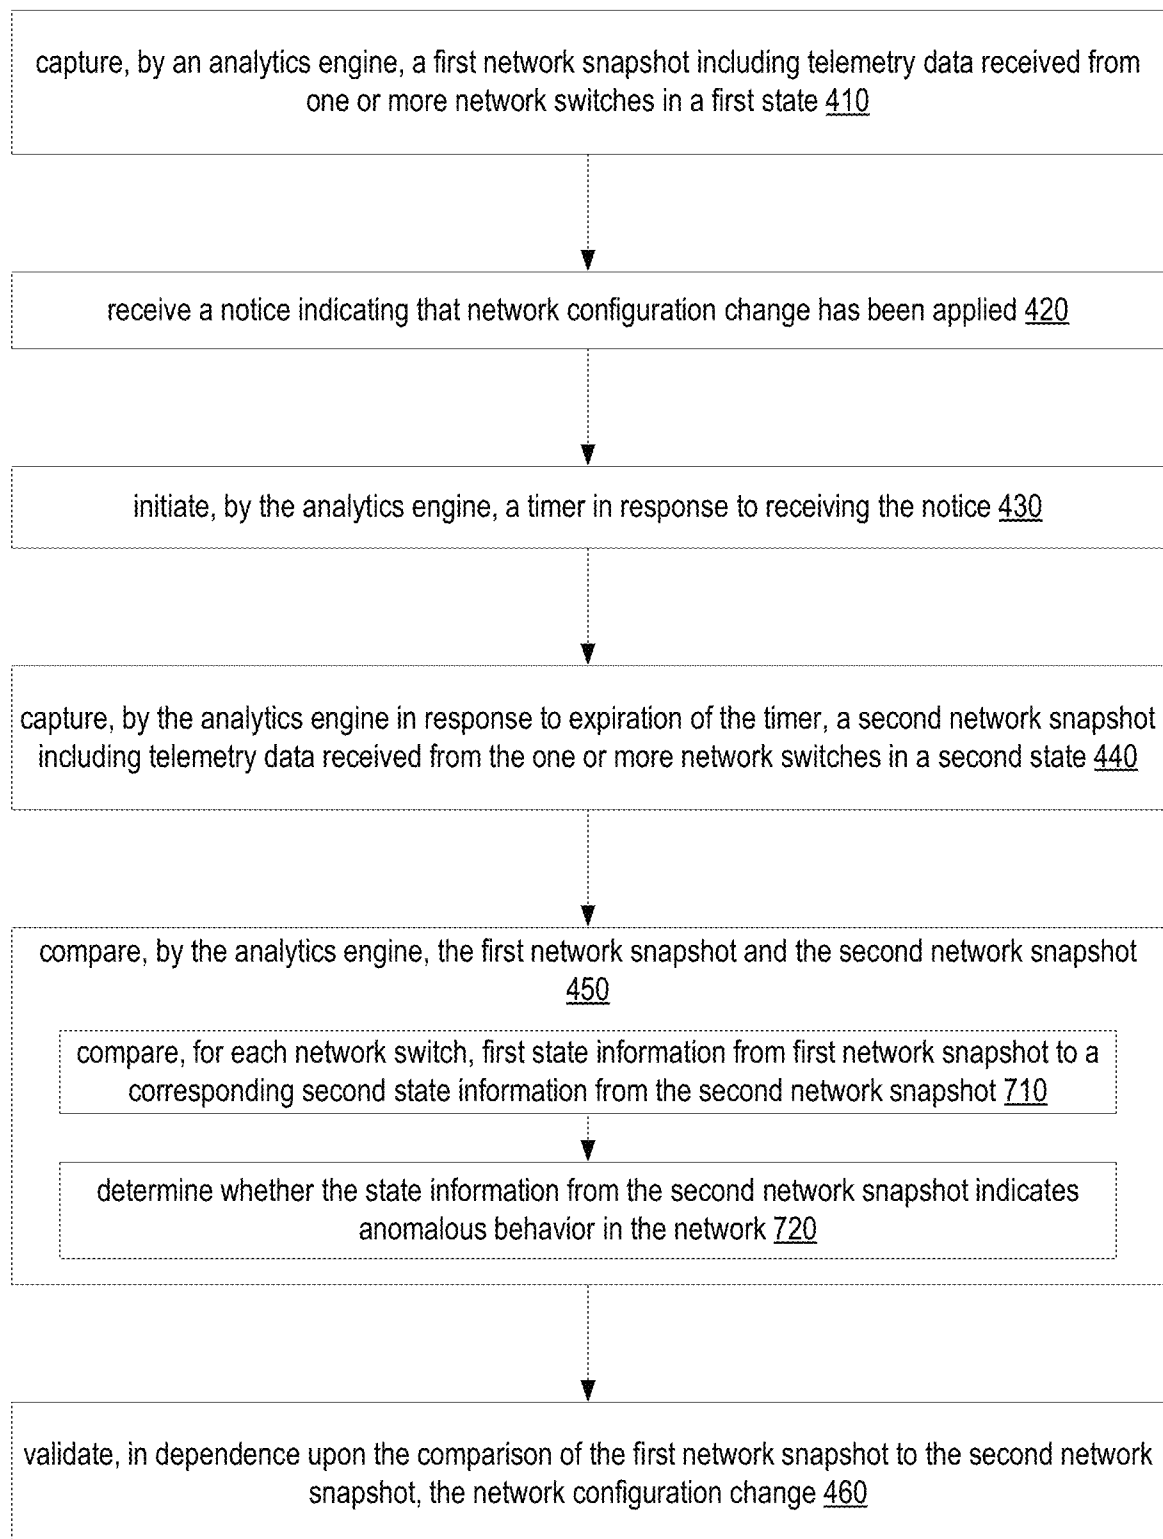 capture, by an analytics engine, a first network snapshot including telemetry data received from
one or more network switches in a first state 410
receive a notice indicating that network configuration change has been applied 420
initiate, by the analytics engine, a timer in response to receiving the notice 430
capture, by the analytics engine in response to expiration of the timer, a second network snapshot
including telemetry data received from the one or more network switches in a second state 440
compare, by the analytics engine, the first network snapshot and the second network snapshot
450
compare, for each network switch, first state information from first network snapshot to a
corresponding second state information from the second network snapshot 710
determine whether the state information from the second network snapshot indicates
anomalous behavior in the network 720
validate, in dependence upon the comparison of the first network snapshot to the second network
snapshot, the network configuration change 460